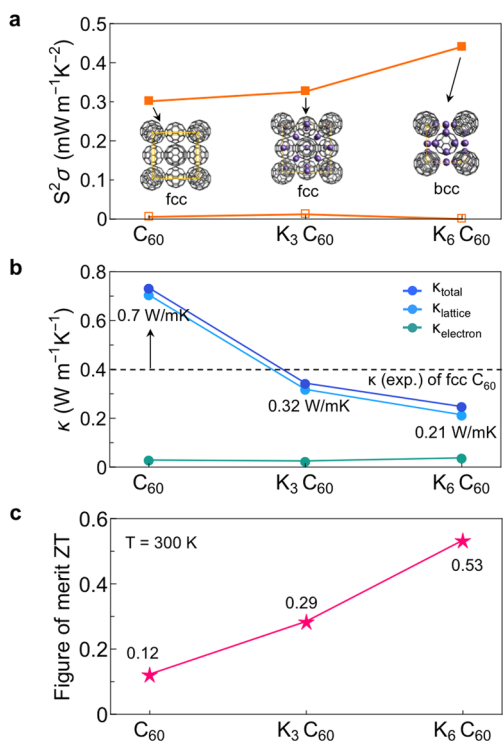 a
S²σ (mW m⁻¹K⁻²)
0.5
0.4
0.3
0.2
0.1
0
fcc
fcc
bcc
C₆₀
K₃ C₆₀
K₆ C₆₀
b
κ (W m⁻¹K⁻¹)
0.8
0.6
0.4
0.2
0
κtotal
κlattice
κelectron
0.7 W/mK
κ (exp.) of fcc C₆₀
0.32 W/mK
0.21 W/mK
C₆₀
K₃ C₆₀
K₆ C₆₀
c
Figure of merit ZT
0.6
0.4
0.2
0
T = 300 K
0.12
0.29
0.53
C₆₀
K₃ C₆₀
K₆ C₆₀